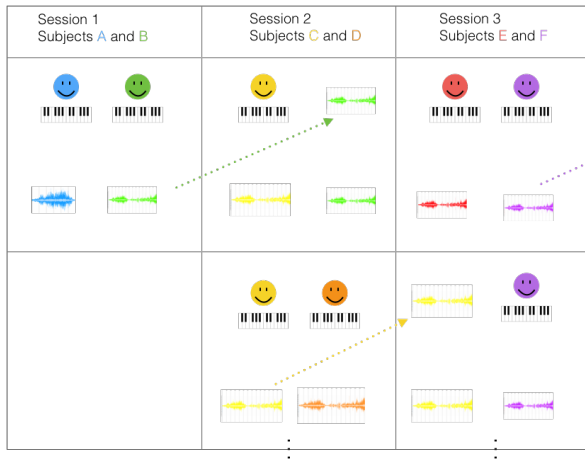 Session 1
Subjects A and B
Session 2
Subjects C and D
Session 3
Subjects E and F